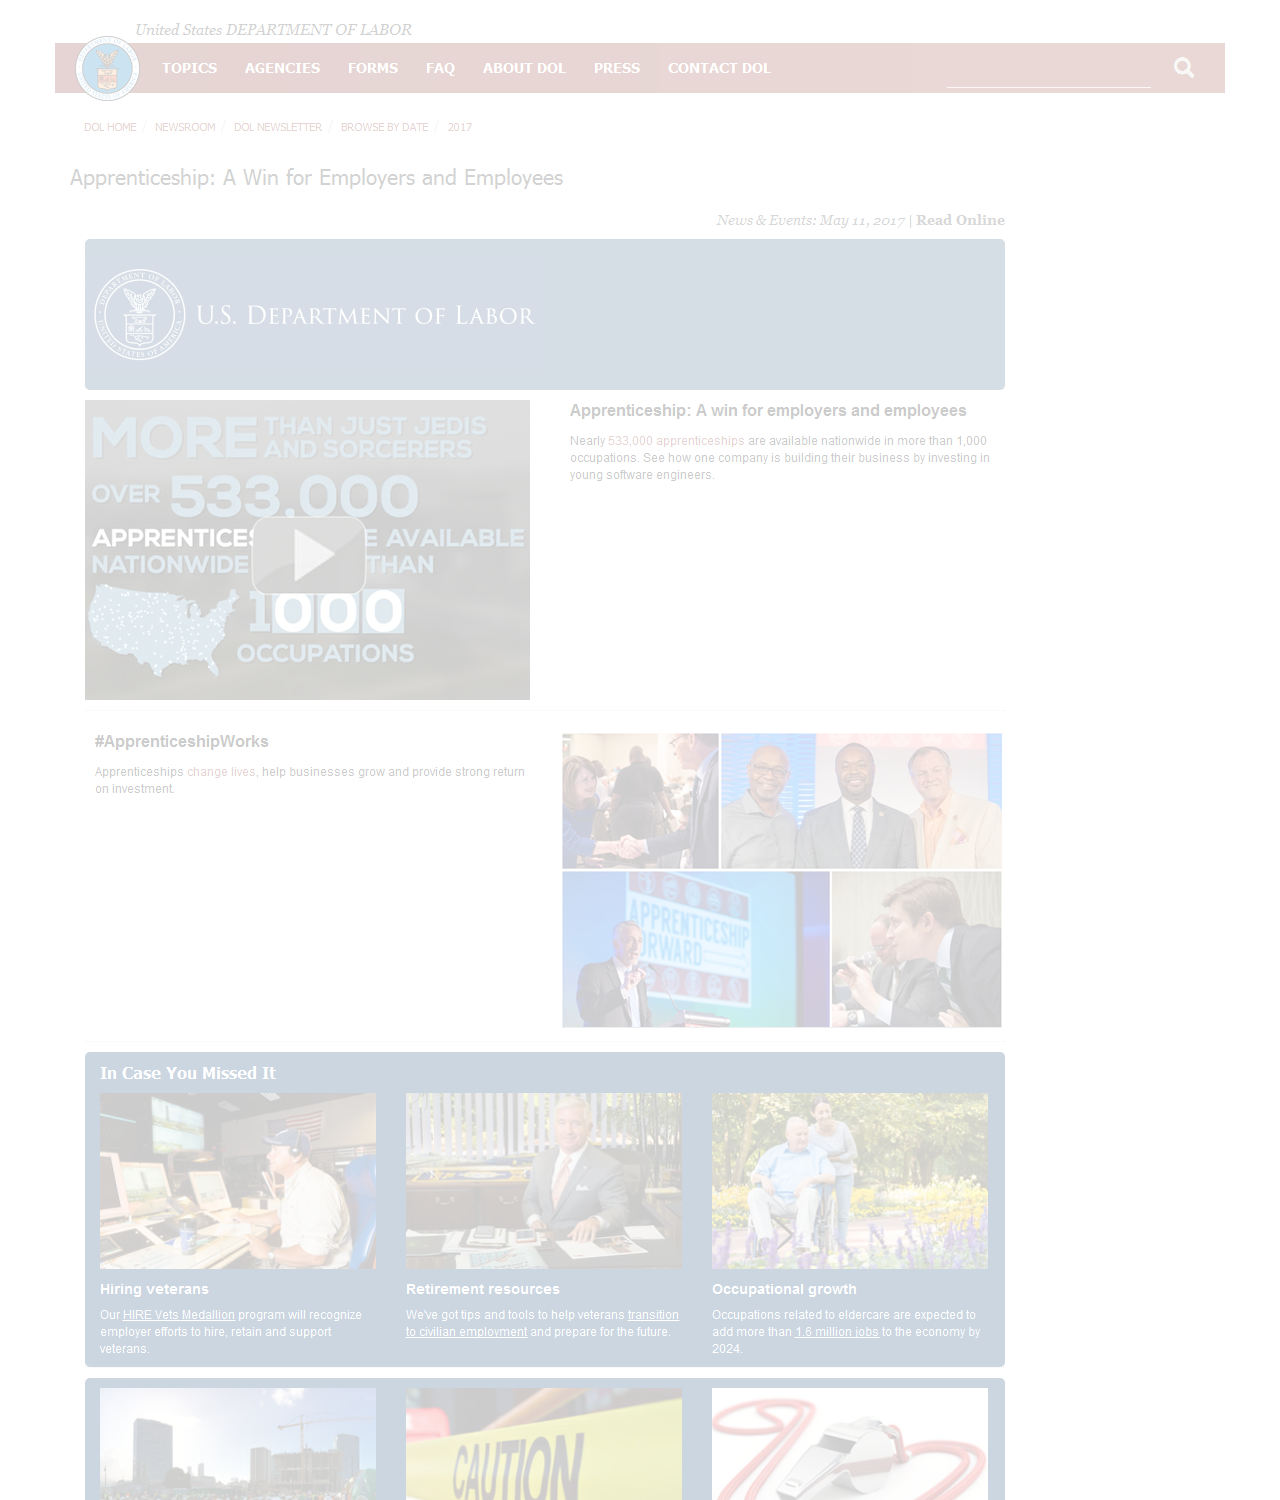 United States DEPARTMENT OF LABOR
TOPICS AGENCIES FORMS FAQ ABOUT DOL PRESS CONTACT DOL
DOL HOME / NEWSROOM / DOL NEWSLETTER / BROWSE BY DATE / 2017
Apprenticeship: A Win for Employers and Employees
News & Events: May 11, 2017 | Read Online
U.S. DEPARTMENT OF LABOR
MORE THAN JUST JEDIS
AND SORCERERS
OVER 533,000
AVAILABLE
NATIONWIDE THAN
1000
OCCUPATIONS
Apprenticeship: A win for employers and employees
Nearly 533,000 apprenticeships are available nationwide in more than 1,000
occupations. See how one company is building their business by investing in
young software engineers.
#ApprenticeshipWorks
Apprenticeships change lives, help businesses grow and provide strong return
on investment.
APPRENTICESHIP
FORWARD
In Case You Missed It
Hiring veterans
Our HIRE Vets Medallion program will recognize
employer efforts to hire, retain and support
veterans.
Retirement resources
We've got tips and tools to help veterans transition
to civilian employment and prepare for the future.
Occupational growth
Occupations related to eldercare are expected to
add more than 1.6 million jobs to the economy by
2024.
CAUTION